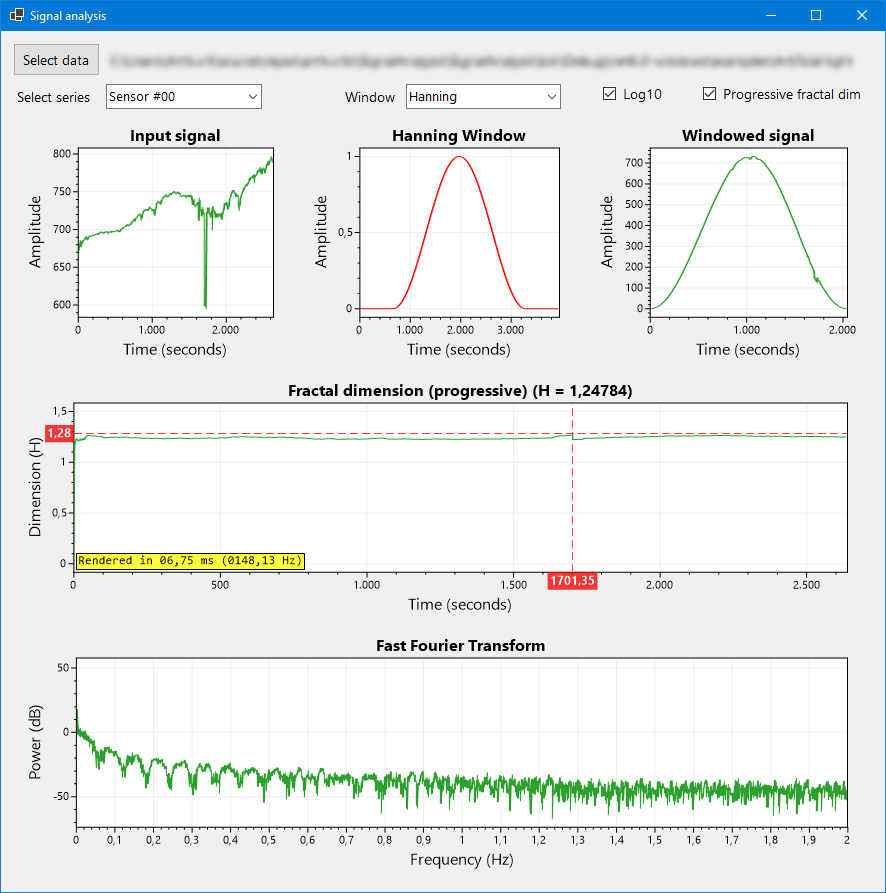 Signal analysis
Select data
Select series Sensor #00 Window Hanning Log10 Progressive fractal dim
Input signal
800
750
700
650
600
Amplitude
0 1.000 2.000
Time (seconds)
Hanning Window
1
0,5
0
Amplitude
0 1.000 2.000 3.000
Time (seconds)
Windowed signal
700
600
500
400
300
200
100
0
Amplitude
0 1.000 2.000
Time (seconds)
Fractal dimension (progressive) (H = 1,24784)
1,5
1,28
1
0,5
0
Dimension (H)
Rendered in 06,75 ms (0148,13 Hz)
0 500 1.000 1.500 1701,35 2.000 2.500
Time (seconds)
Fast Fourier Transform
50
0
-50
Power (dB)
0 0,1 0,2 0,3 0,4 0,5 0,6 0,7 0,8 0,9 1 1,1 1,2 1,3 1,4 1,5 1,6 1,7 1,8 1,9 2
Frequency (Hz)